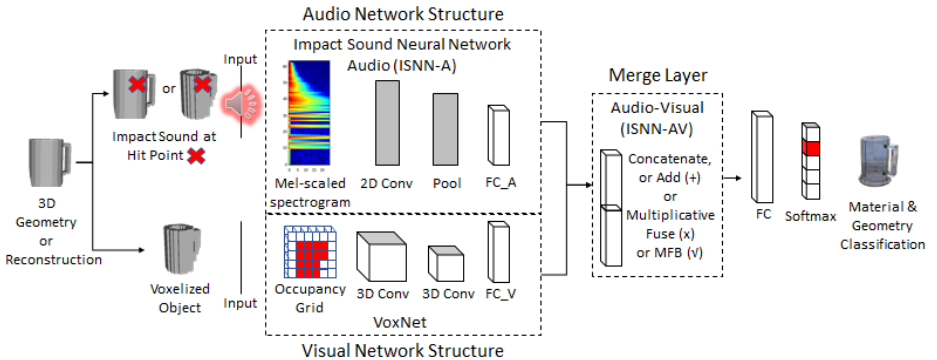 Audio Network Structure
Input
Impact Sound Neural Network
Audio (ISNN-A)
or
Impact Sound at
Hit Point
Mel-scaled
spectrogram
2D Conv
Pool
FC_A
3D
Geometry
or
Reconstruction
Voxelized
Object
Input
Occupancy
Grid
3D Conv
3D Conv
FC_V
VoxNet
Visual Network Structure
Merge Layer
Audio-Visual
(ISNN-AV)
Concatenate,
or Add (+)
or
Multiplicative
Fuse (x)
or MFB (√)
FC
Softmax
Material &
Geometry
Classification